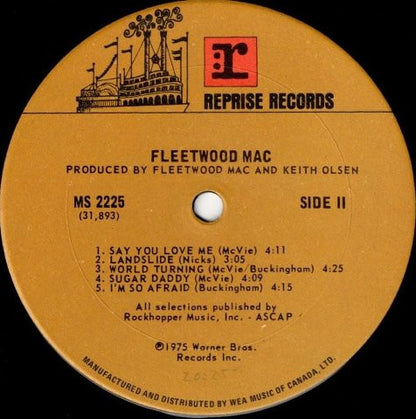 r
REPRISE RECORDS
FLEETWOOD MAC
PRODUCED BY FLEETWOOD MAC AND KEITH OLSEN
MS 2225
(31,893)
SIDE II
1. SAY YOU LOVE ME (McVie) 4:11
2. LANDSLIDE (Nicks) 3:05
3. WORLD TURNING (McVie/Buckingham) 4:25
4. SUGAR DADDY (McVie) 4:09
5. I'M SO AFRAID (Buckingham) 4:15
All selections published by
Rockhopper Music, Inc. - ASCAP
℗1975 Warner Bros.
Records Inc.
MANUFACTURED AND DISTRIBUTED BY WEA MUSIC OF CANADA, LTD.